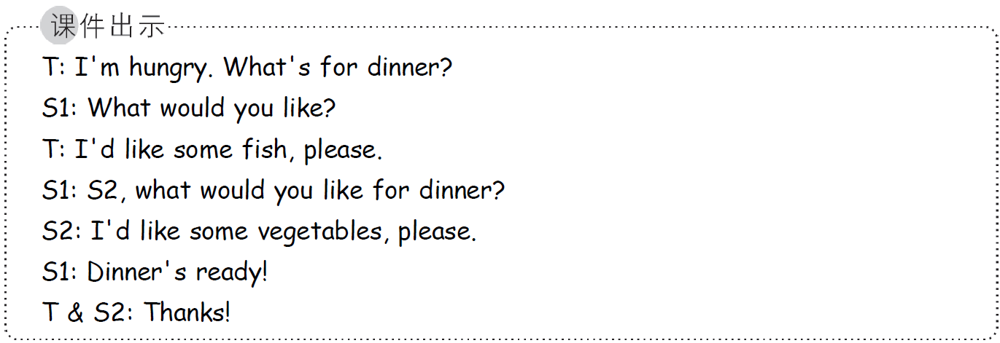 课件出示
T: I'm hungry. What's for dinner?
S1: What would you like?
T: I'd like some fish, please.
S1: S2, what would you like for dinner?
S2: I'd like some vegetables, please.
S1: Dinner's ready!
T & S2: Thanks!